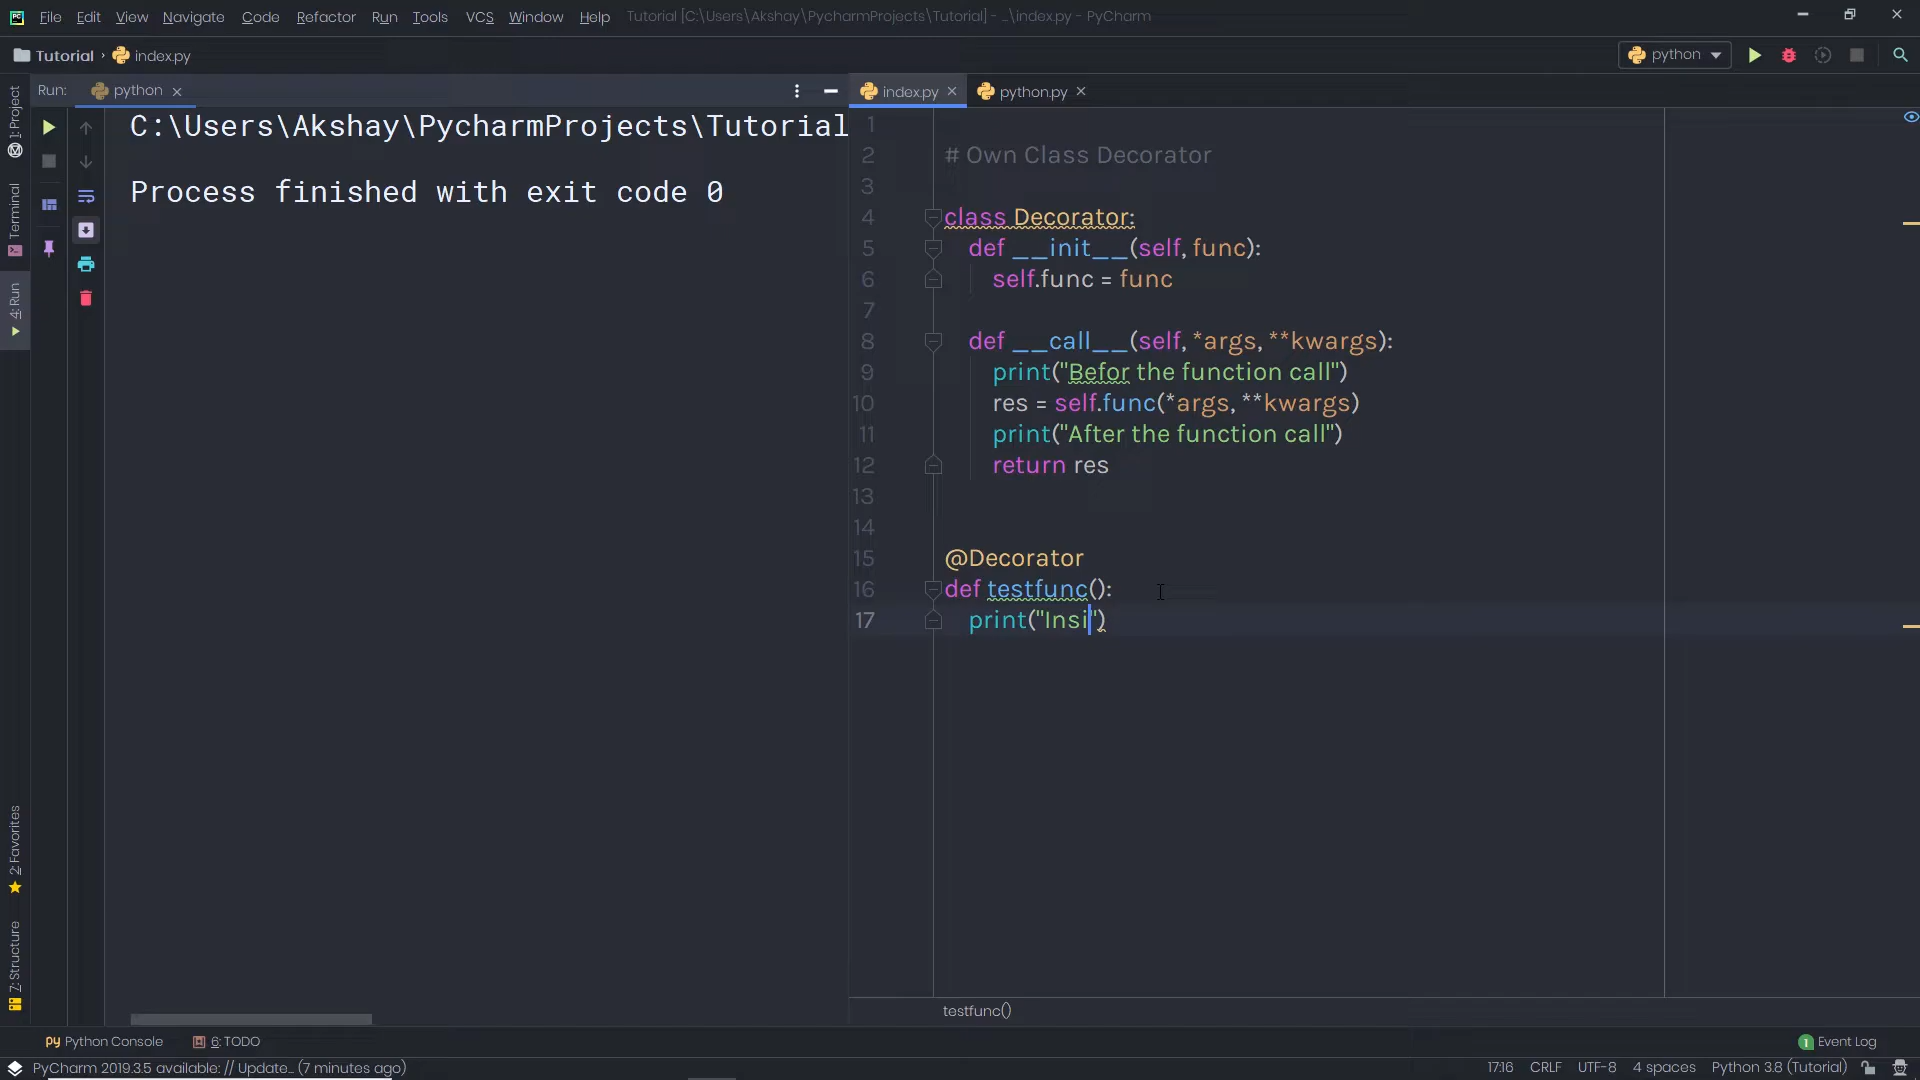 File Edit View Navigate Code Refactor Run Tools VCS Window Help Tutorial [C:\Users\Akshay\PycharmProjects\Tutorial] - ...\index.py - PyCharm
Tutorial index.py python
Run: python index.py python.py
1: Project
Terminal
4: Run
2: Favorites
7: Structure
C:\Users\Akshay\PycharmProjects\Tutorial
Process finished with exit code 0
1
2 # Own Class Decorator
3
4 class Decorator:
5 def __init__(self, func):
6 self.func = func
7
8 def __call__(self, *args, **kwargs):
9 print("Befor the function call")
10 res = self.func(*args, **kwargs)
11 print("After the function call")
12 return res
13
14
15 @Decorator
16 def testfunc():
17 print("Insi")
testfunc()
Python Console 6: TODO 1 Event Log
PyCharm 2019.3.5 available: // Update... (7 minutes ago) 17:16 CRLF UTF-8 4 spaces Python 3.8 (Tutorial)